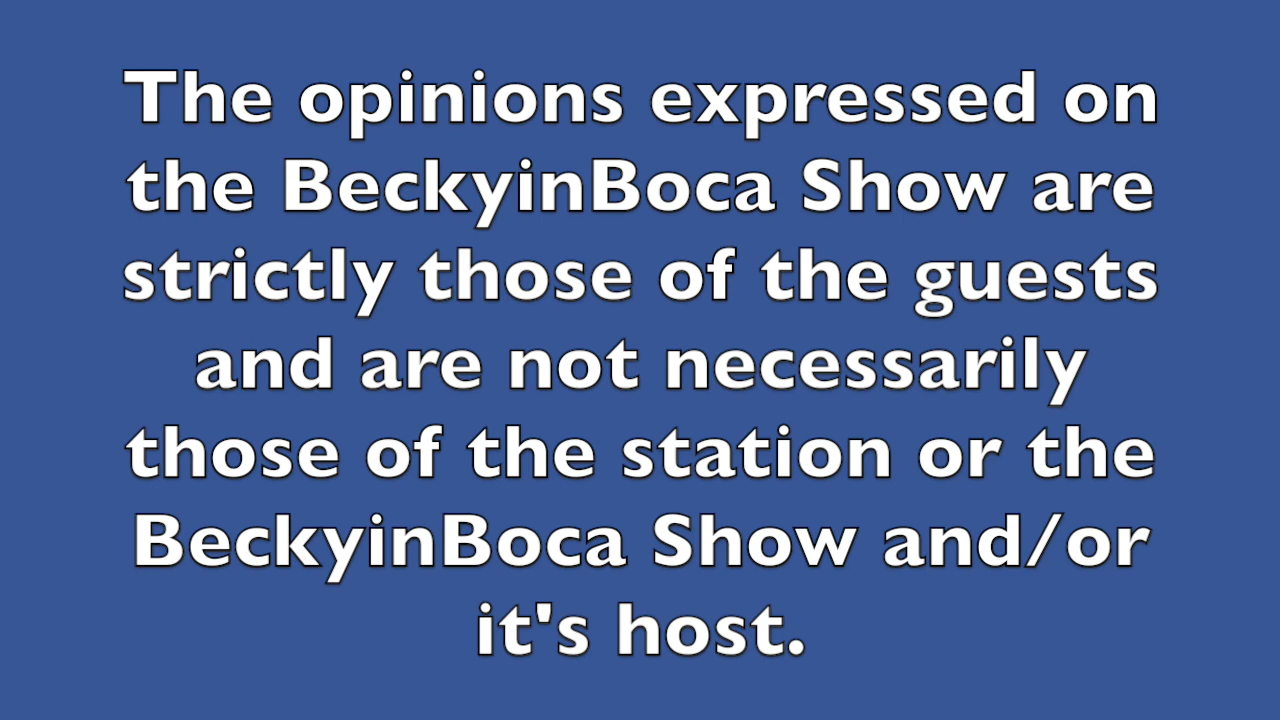 The opinions expressed on
the BeckyinBoca Show are
strictly those of the guests
and are not necessarily
those of the station or the
BeckyinBoca Show and/or
it's host.